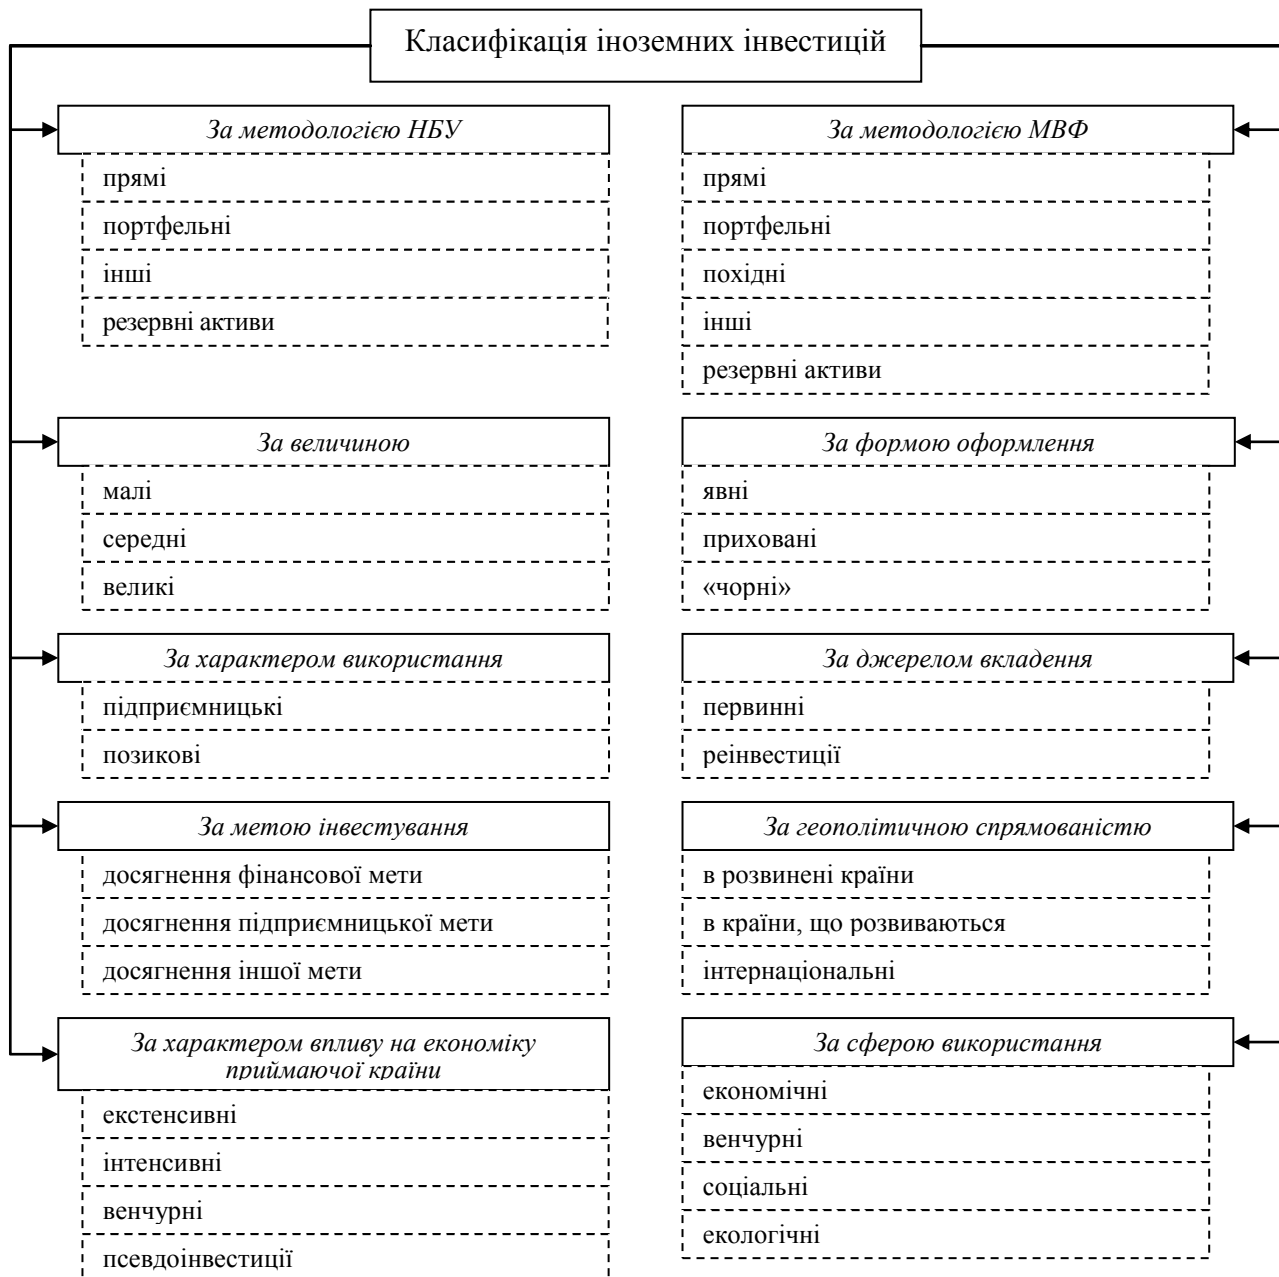 Класифікація іноземних інвестицій
За методологією НБУ
прямі
портфельні
інші
резервні активи
За методологією МВФ
прямі
портфельні
похідні
інші
резервні активи
За величиною
малі
середні
великі
За формою оформлення
явні
приховані
«чорні»
За характером використання
підприємницькі
позикові
За джерелом вкладення
первинні
реінвестиції
За метою інвестування
досягнення фінансової мети
досягнення підприємницької мети
досягнення іншої мети
За геополітичною спрямованістю
в розвинені країни
в країни, що розвиваються
інтернаціональні
За характером впливу на економіку
приймаючої країни
екстенсивні
інтенсивні
венчурні
псевдоінвестиції
За сферою використання
економічні
венчурні
соціальні
екологічні